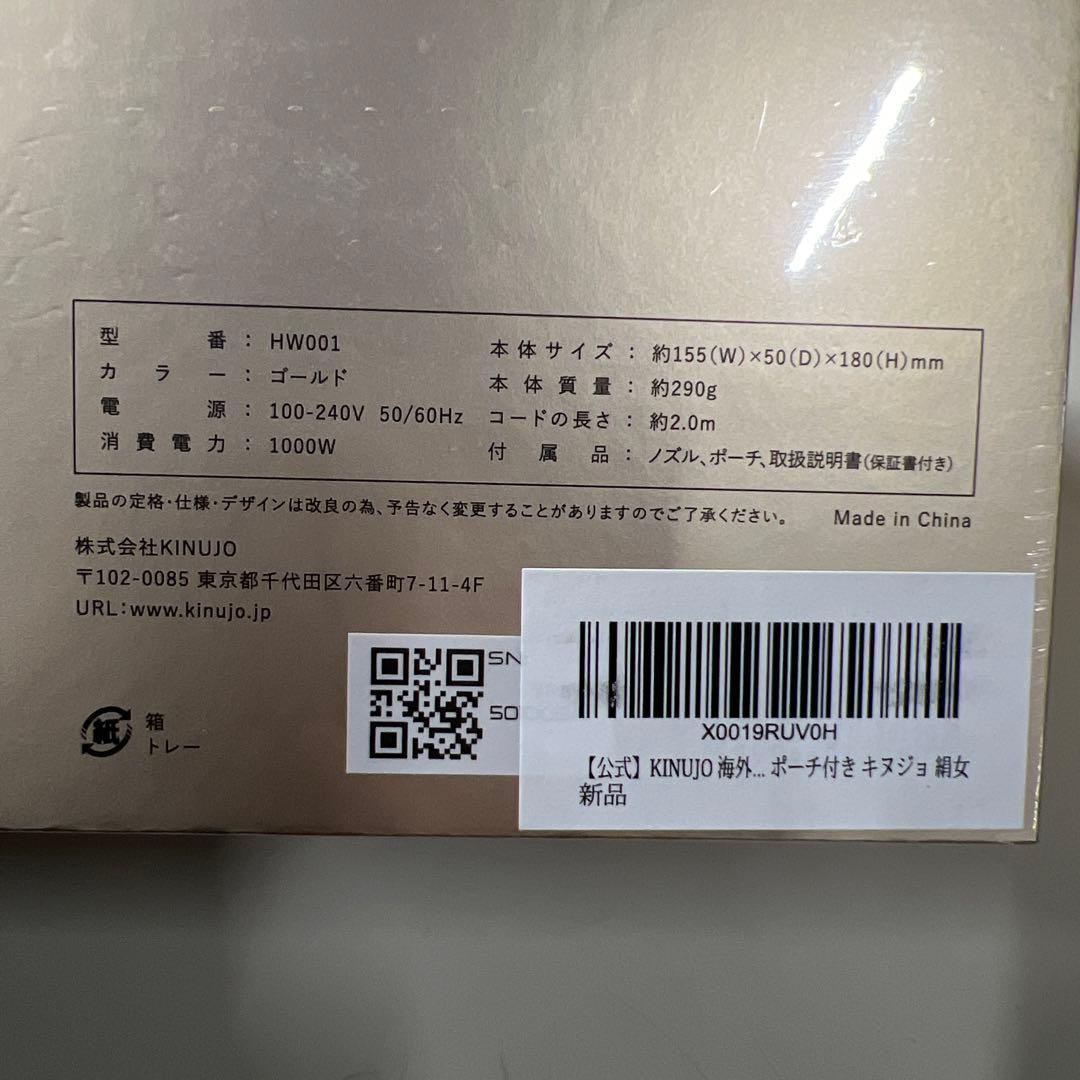 型番：HW001
カラー：ゴールド
電源：100-240V 50/60Hz
消費電力：1000W
本体サイズ：約155(W)×50(D)×180(H)mm
本体質量：約290g
コードの長さ：約2.0m
付属品：ノズル、ポーチ、取扱説明書(保証書付き)
製品の定格・仕様・デザインは改良の為、予告なく変更することがありますのでご了承ください。
Made in China
株式会社KINUJO
〒102-0085 東京都千代田区六番町7-11-4F
URL：www.kinujo.jp
紙
箱
トレー
SN
50
X0019RUV0H
【公式】KINUJO 海外... ポーチ付き キヌジョ 絹女
新品